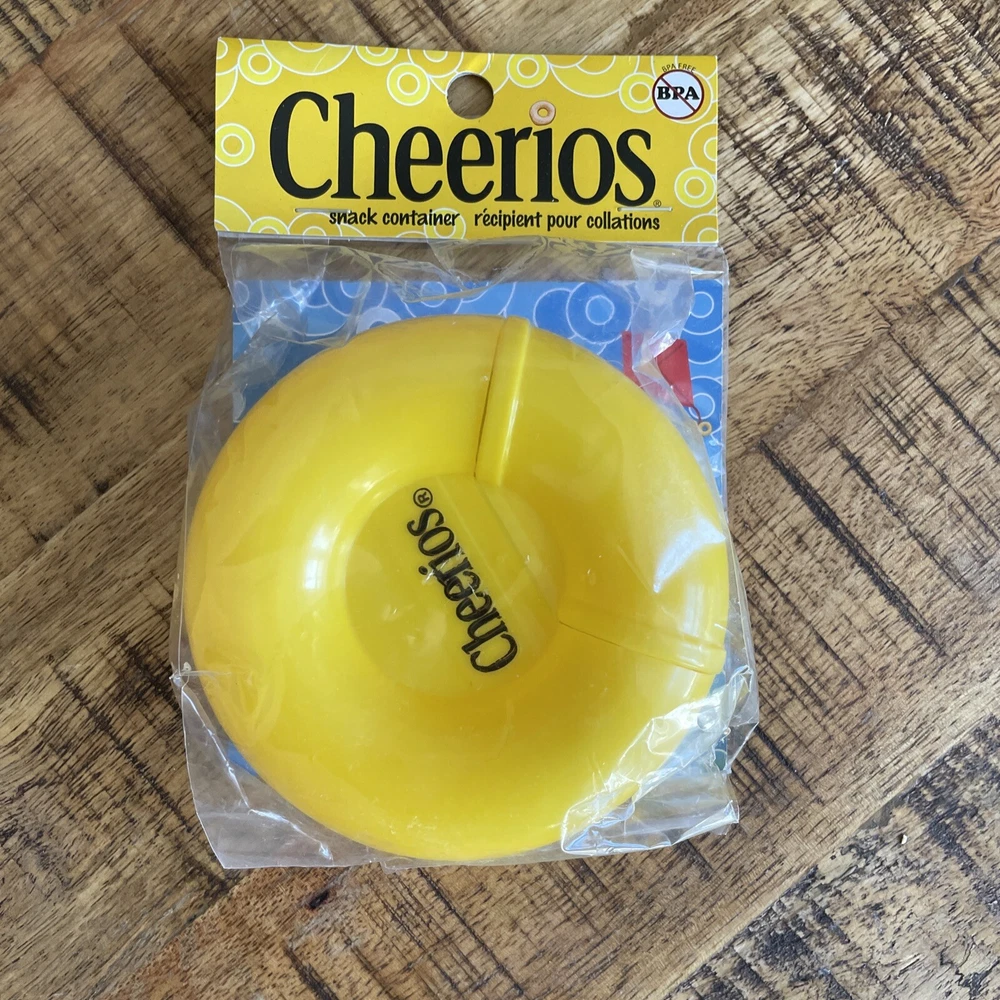 BPA FREE
BPA
Cheerios®
snack container récipient pour collations
Cheerios®